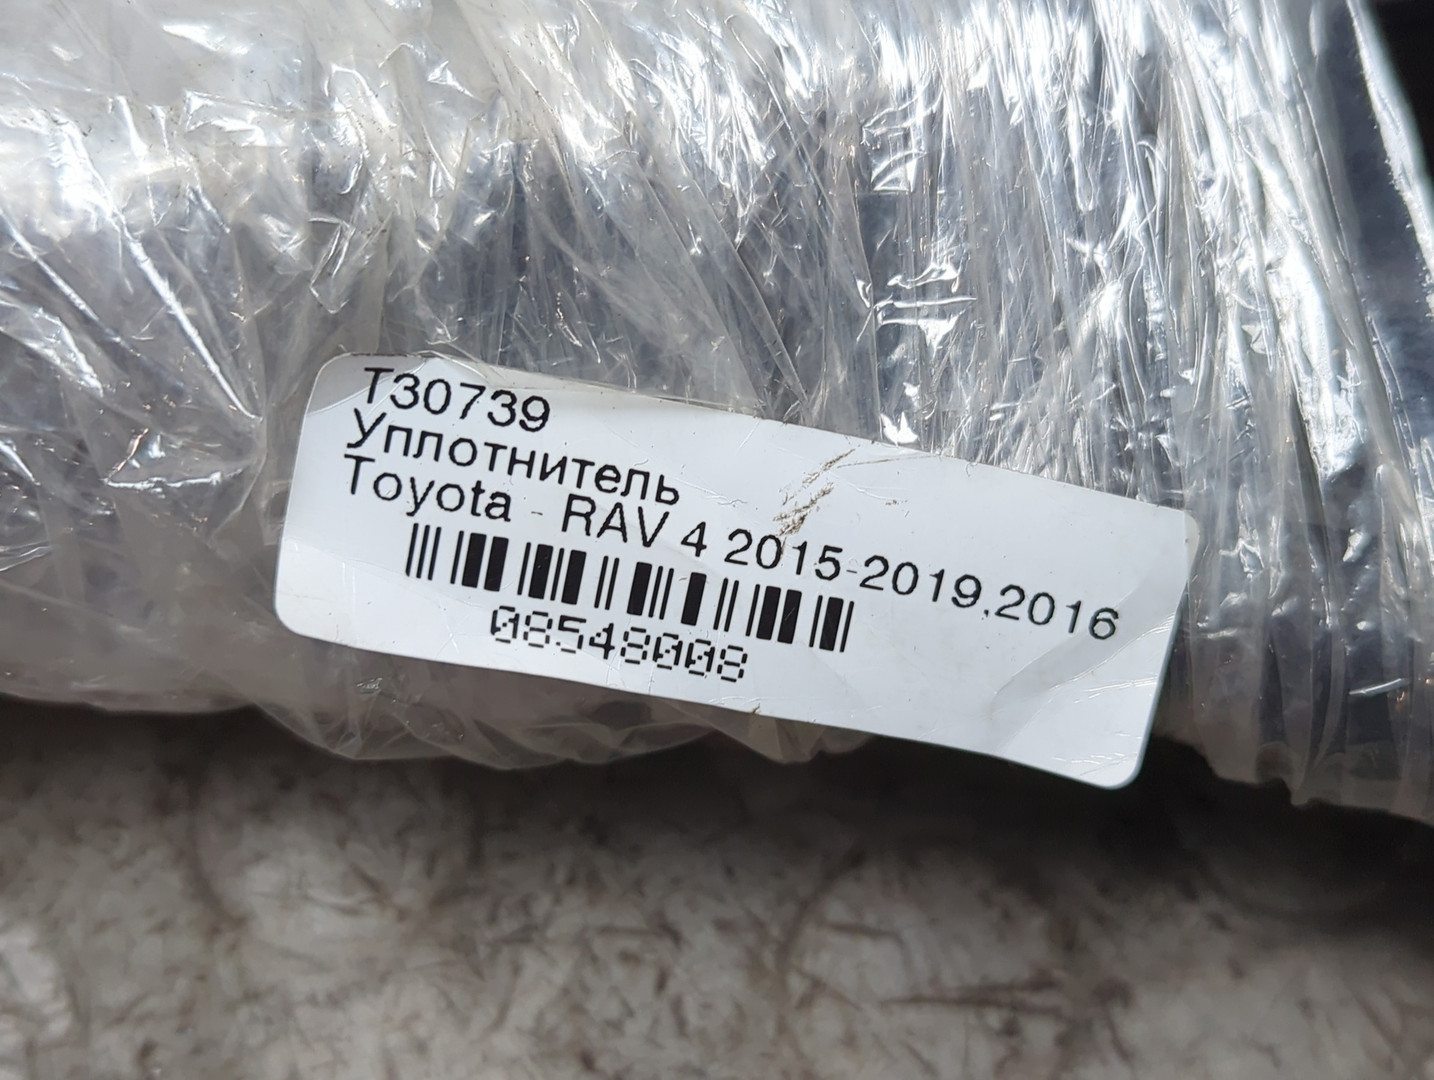 T30739
Уплотнитель
Toyota - RAV 4 2015-2019,2016
08548008